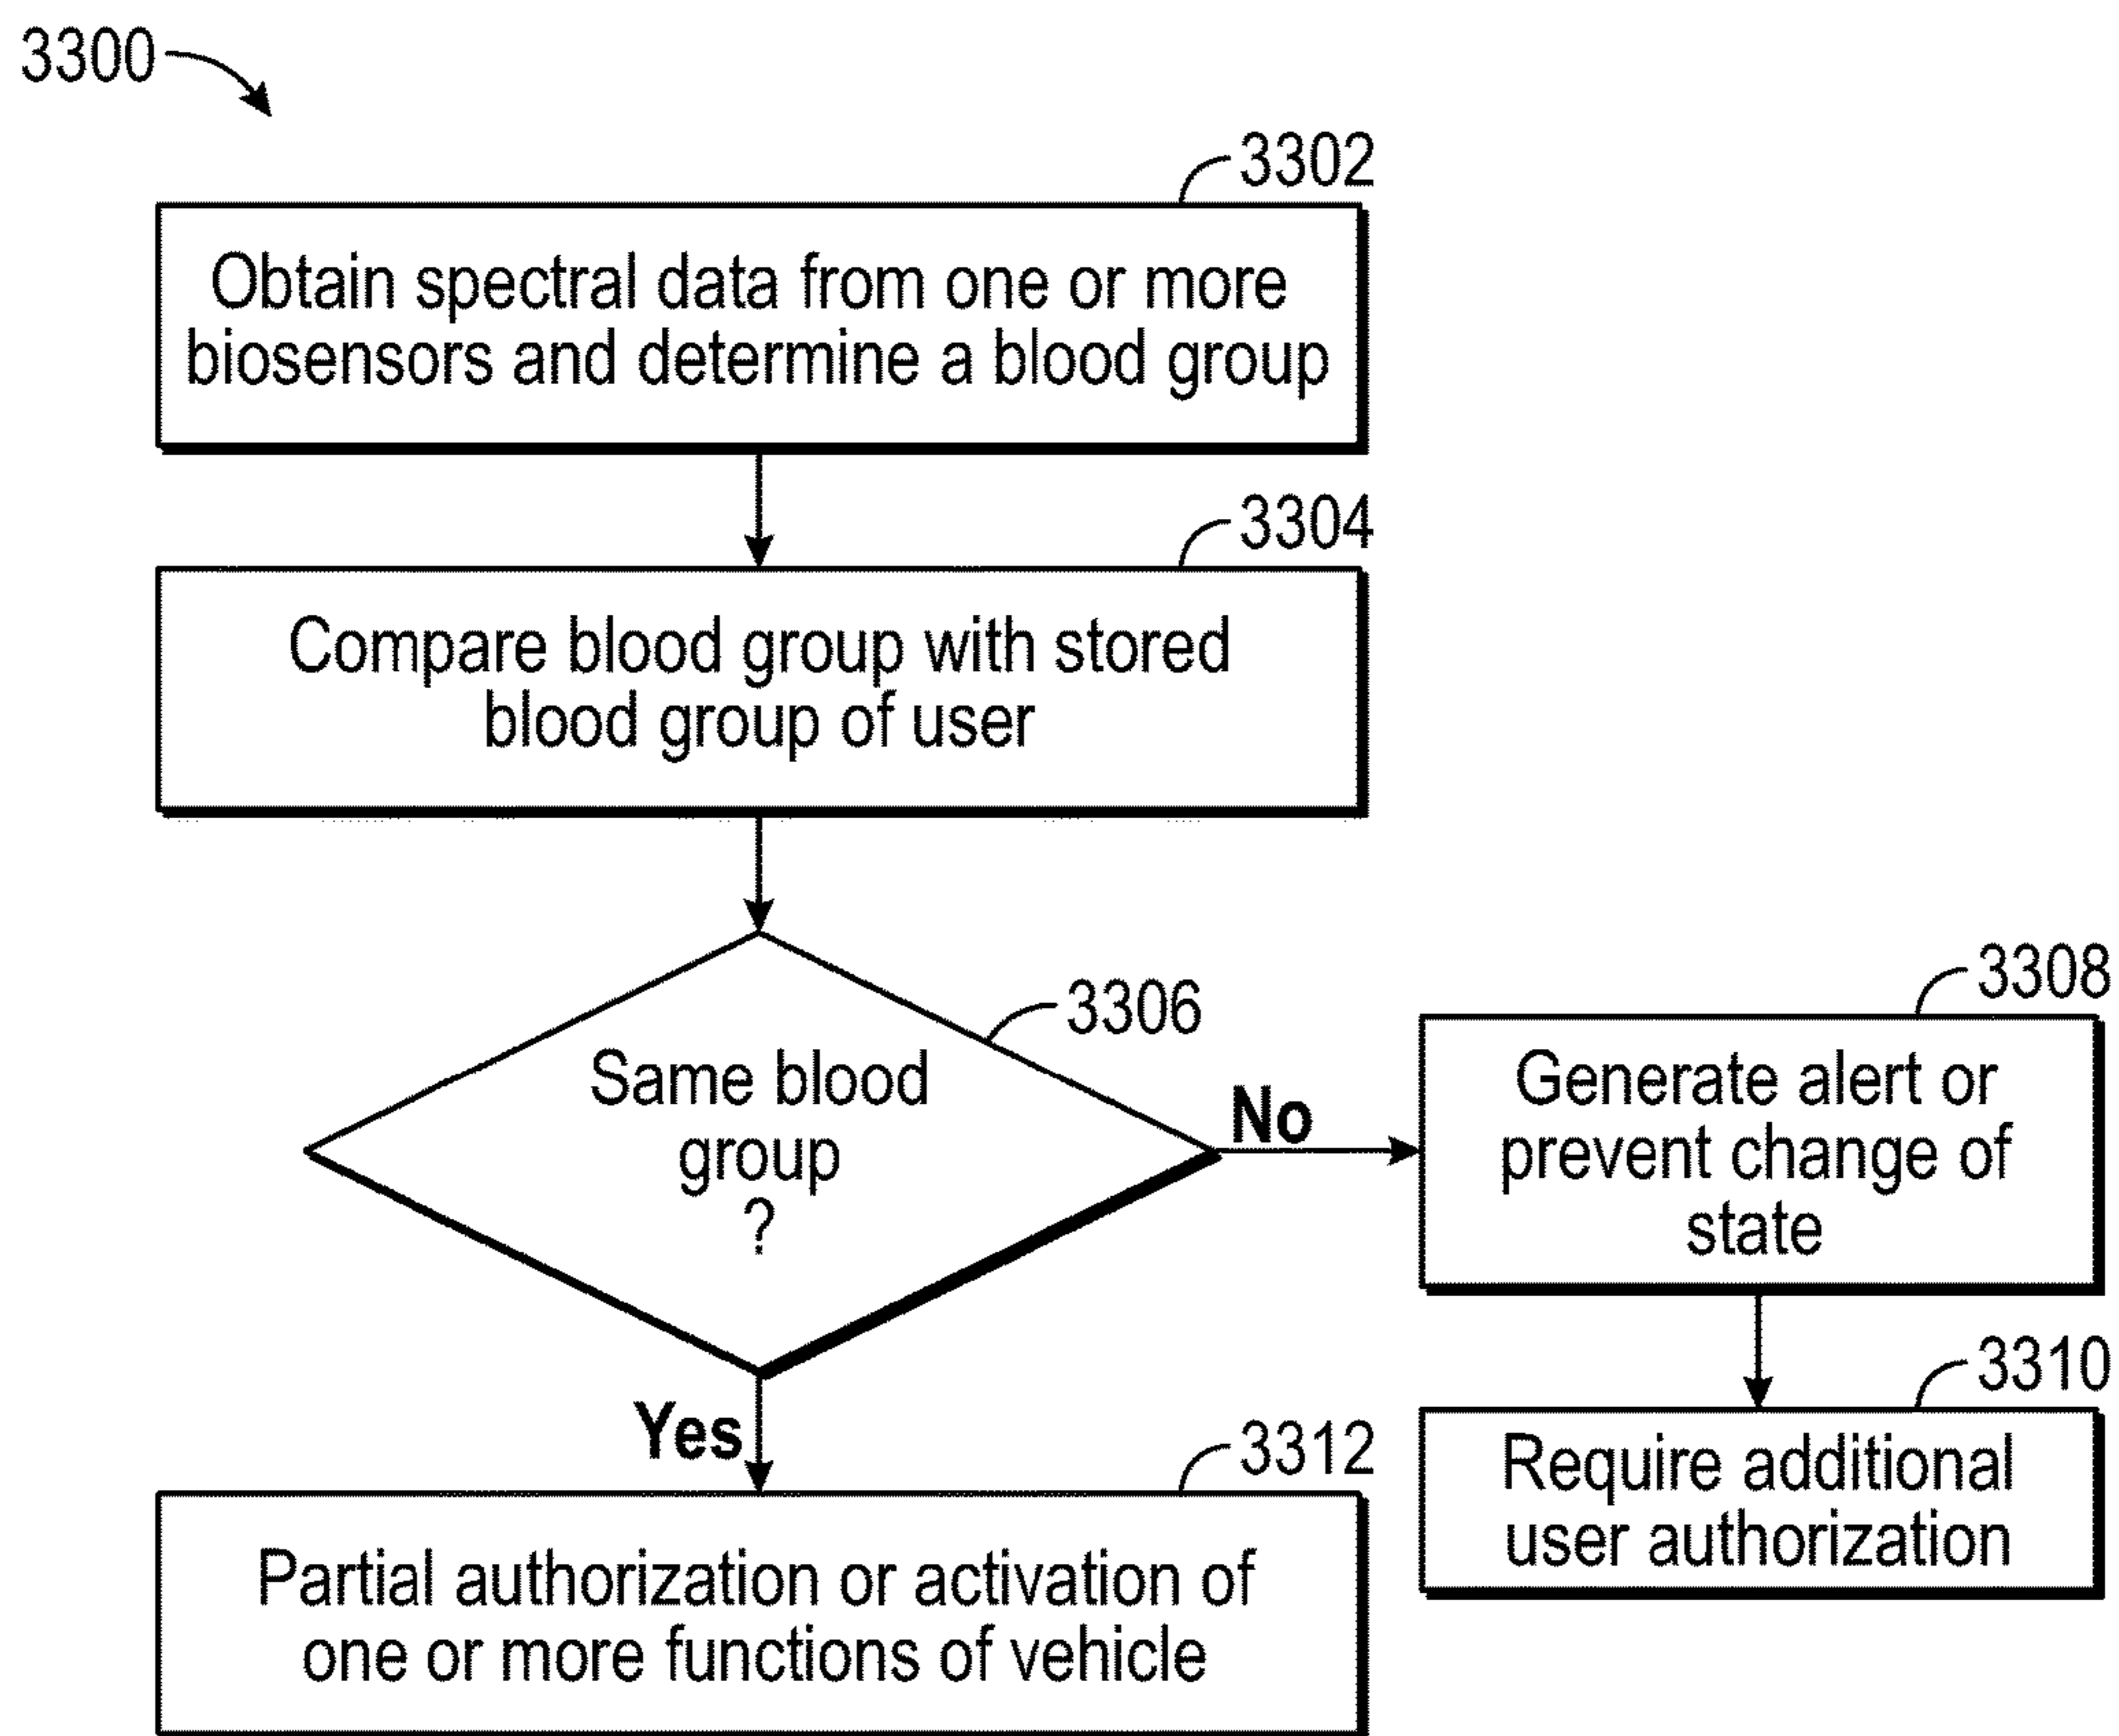 3300
3302
Obtain spectral data from one or more
biosensors and determine a blood group
3304
Compare blood group with stored
blood group of user
3306
Same blood
group
?
No
3308
Generate alert or
prevent change of
state
3310
Require additional
user authorization
Yes
3312
Partial authorization or activation of
one or more functions of vehicle